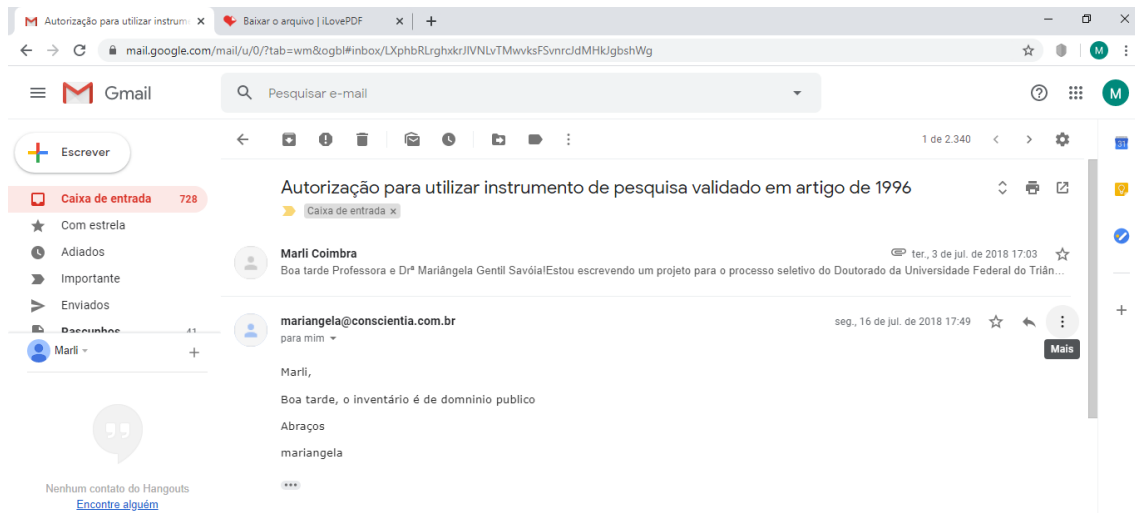 Autorização para utilizar instrum
Baixar o arquivo | iLovePDF
mail.google.com/mail/u/0/?tab=wm&ogbl#inbox/LXphbRLrghxkrJlVNLvTMwvksFSvnrcJdMHkJgbshWg
M
Gmail
Pesquisar e-mail
M
Escrever
1 de 2.340
31
Caixa de entrada 728
Com estrela
Adiados
Importante
Enviados
Rascunhos 41
Marli
Nenhum contato do Hangouts
Encontre alguém
Autorização para utilizar instrumento de pesquisa validado em artigo de 1996
Caixa de entrada x
Marli Coimbra ter., 3 de jul. de 2018 17:03
Boa tarde Professora e Drª Mariângela Gentil Savóia!Estou escrevendo um projeto para o processo seletivo do Doutorado da Universidade Federal do Triân...
mariangela@conscientia.com.br seg., 16 de jul. de 2018 17:49
para mim
Mais
Marli,
Boa tarde, o inventário é de domninio publico
Abraços
mariangela